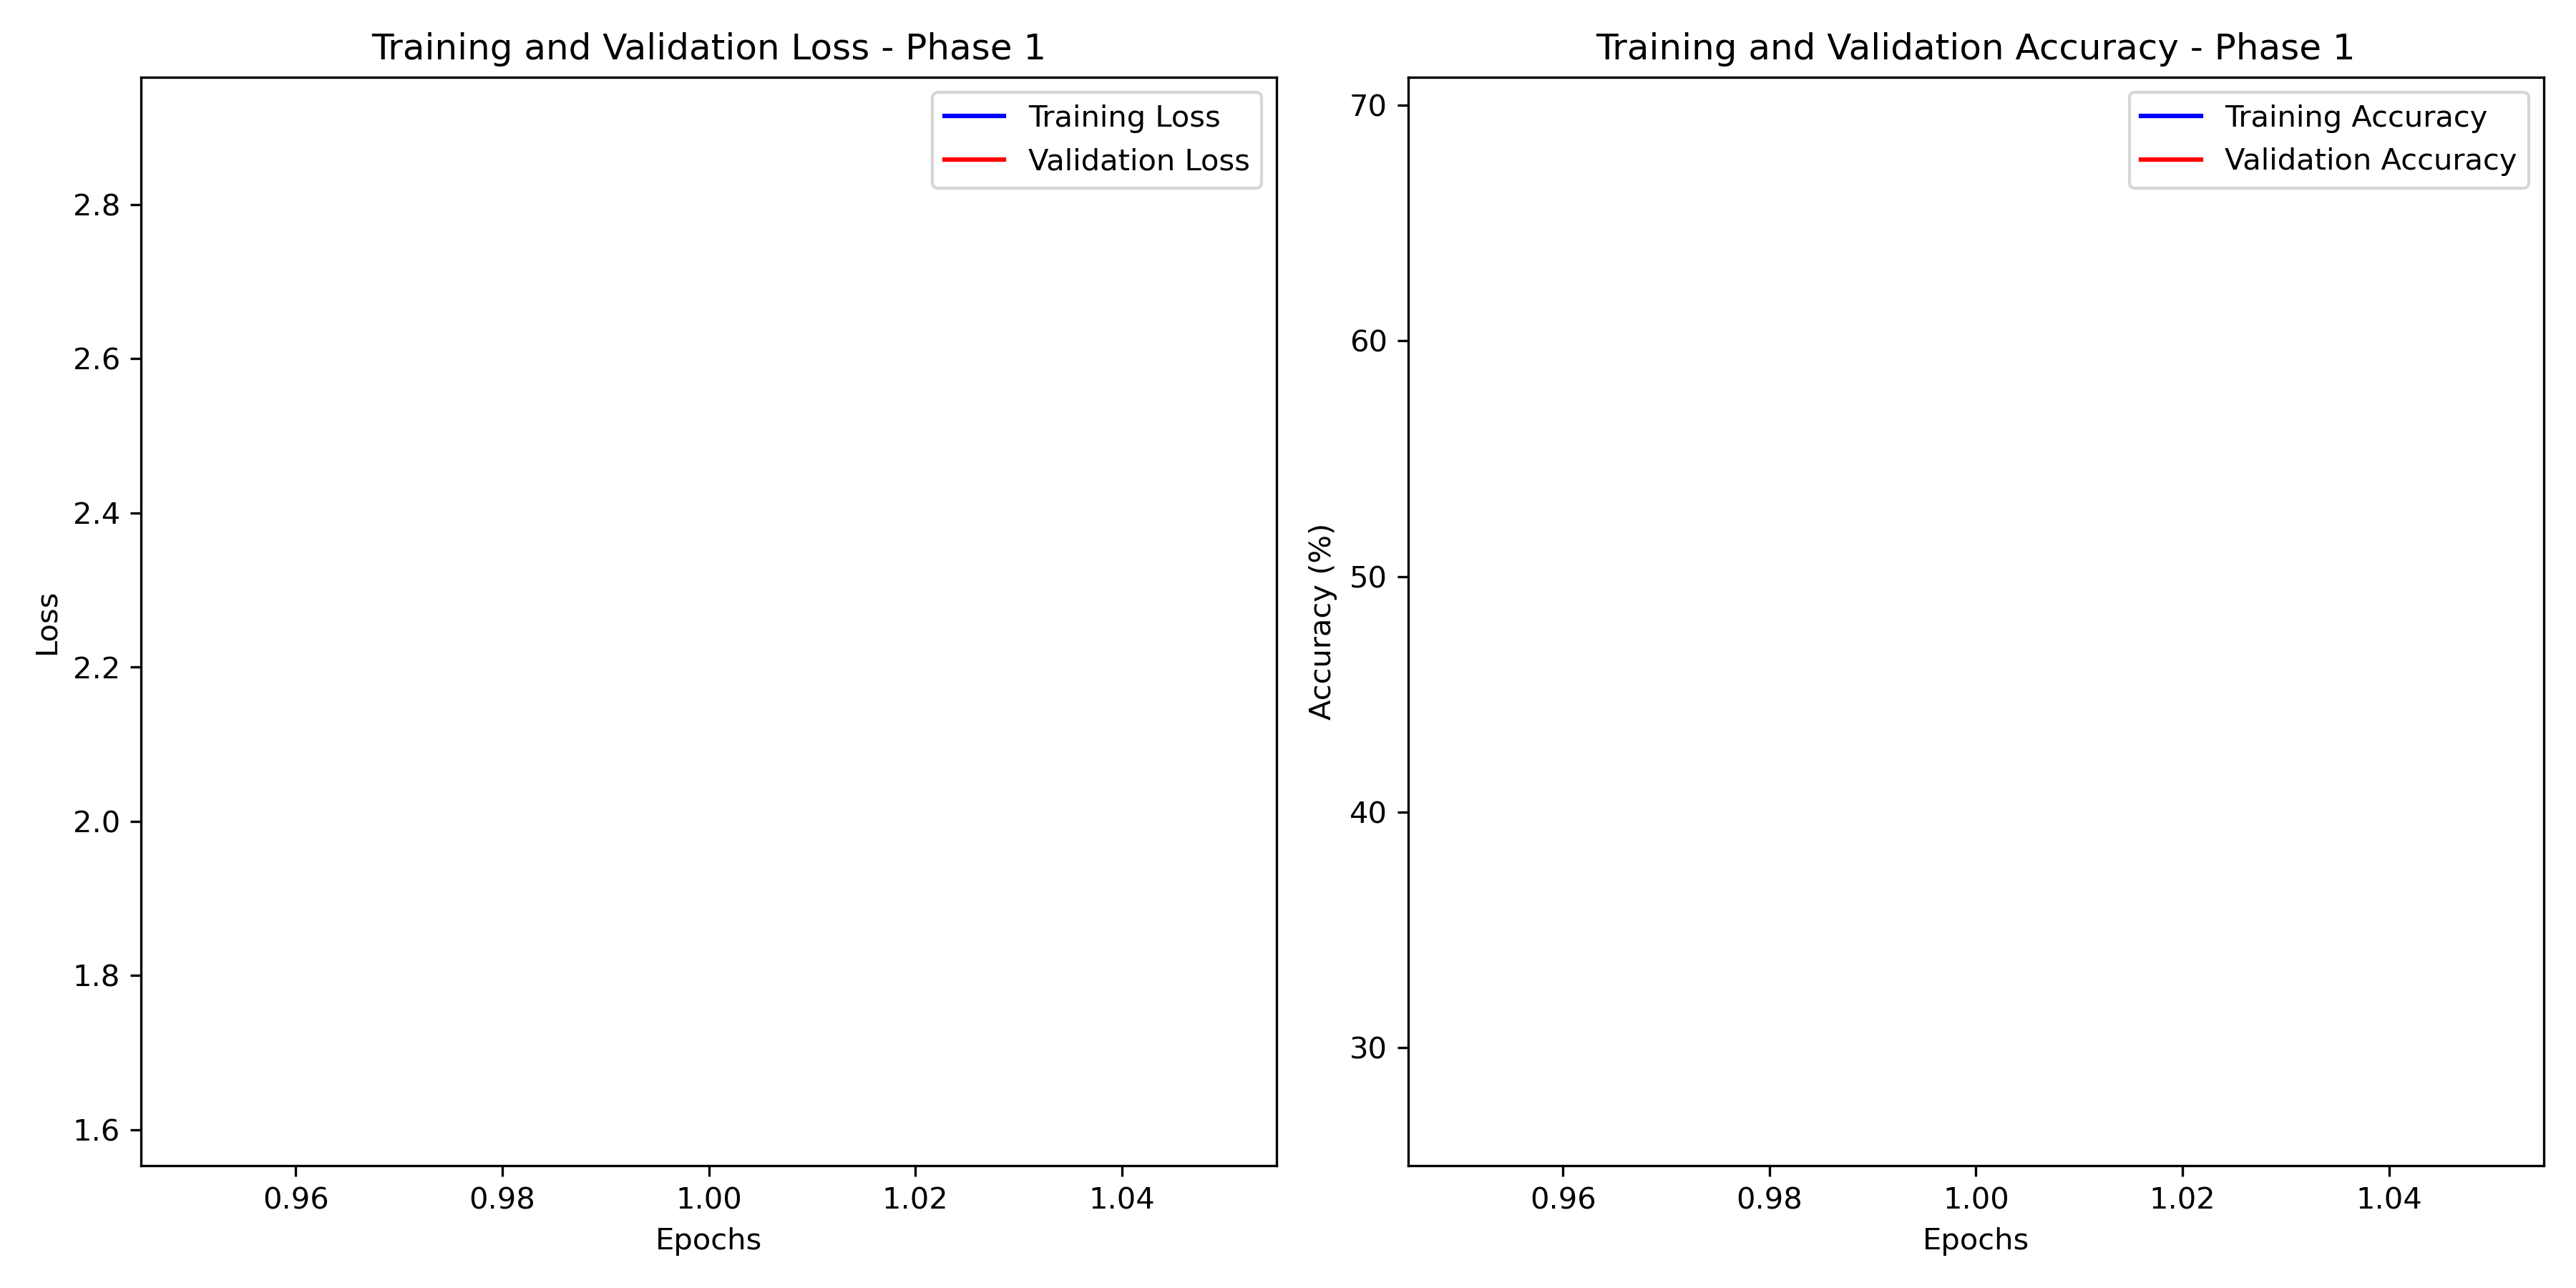 Training and Validation Loss - Phase 1
Training Loss
Validation Loss
2.8
2.6
2.4
2.2
2.0
1.8
1.6
Loss
0.96 0.98 1.00 1.02 1.04
Epochs
Training and Validation Accuracy - Phase 1
Training Accuracy
Validation Accuracy
70
60
50
40
30
Accuracy (%)
0.96 0.98 1.00 1.02 1.04
Epochs